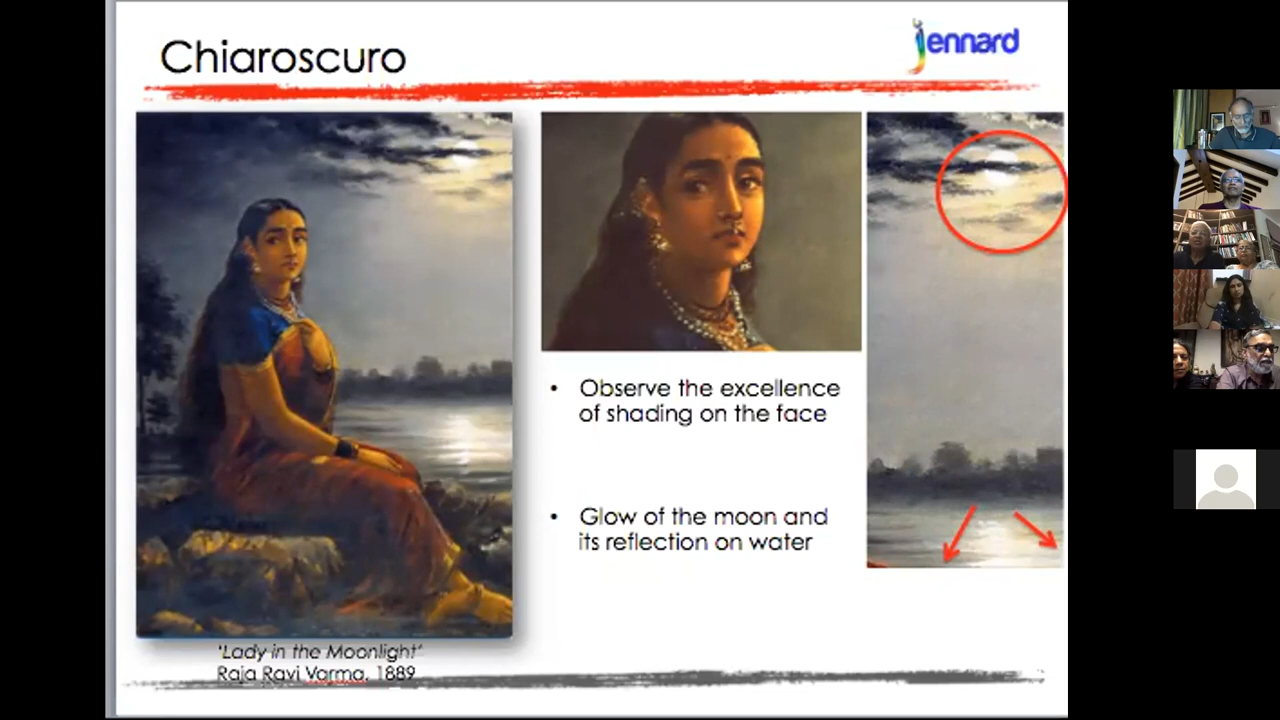 Chiaroscuro
jennard
• Observe the excellence
of shading on the face
• Glow of the moon and
its reflection on water
'Lady in the Moonlight'
Raja Ravi Varma, 1889